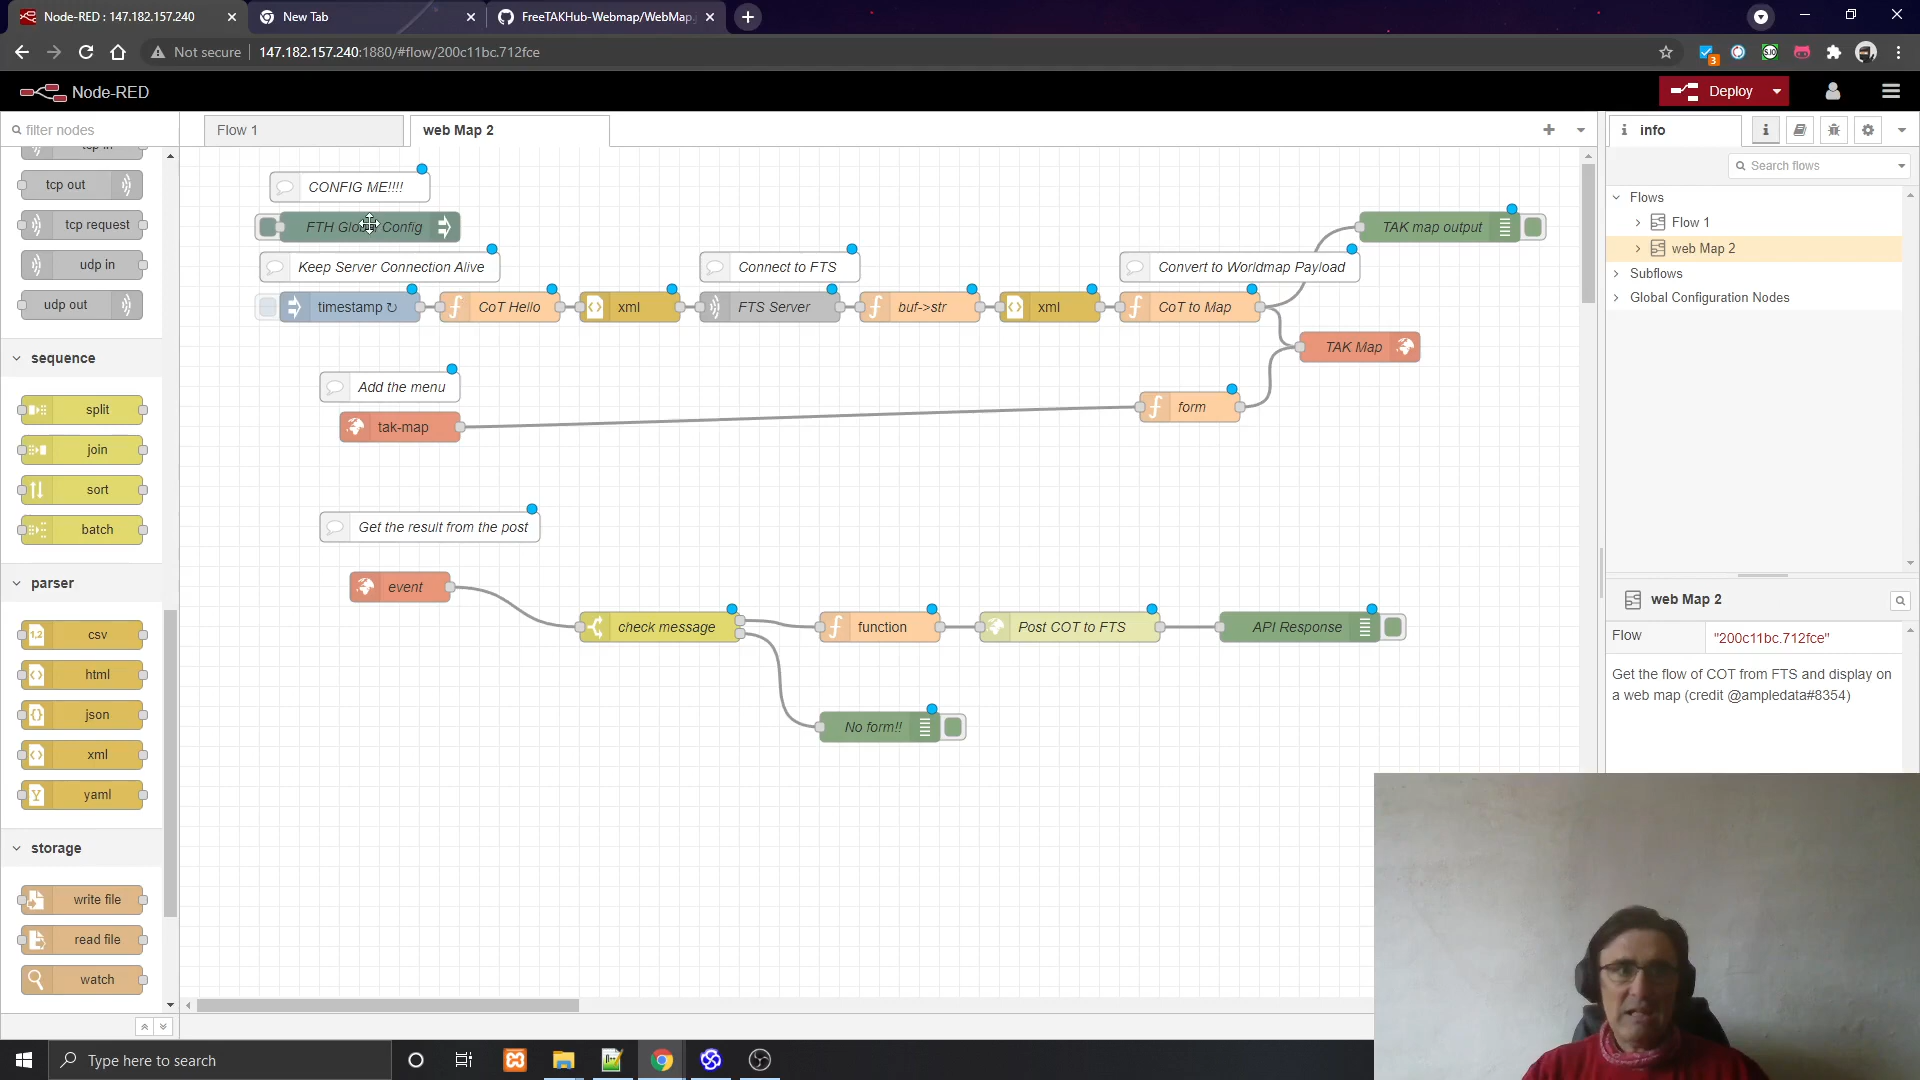 Node-RED : 147.182.157.240
New Tab
FreeTAKHub-Webmap/WebMap.
Not secure
147.182.157.240:1880/#flow/200c11bc.712fce
3
Node-RED
Deploy
filter nodes
Flow 1
web Map 2
info
Search flows
tcp in
tcp out
tcp request
udp in
udp out
sequence
split
join
sort
batch
parser
csv
html
json
xml
yaml
storage
write file
read file
watch
CONFIG ME!!!!
FTH Global Config
Keep Server Connection Alive
Connect to FTS
Convert to Worldmap Payload
TAK map output
timestamp ↻
CoT Hello
xml
FTS Server
buf->str
xml
CoT to Map
TAK Map
Add the menu
tak-map
form
Get the result from the post
event
check message
function
Post COT to FTS
API Response
No form!!
Flows
Flow 1
web Map 2
Subflows
Global Configuration Nodes
web Map 2
Flow
"200c11bc.712fce"
Get the flow of COT from FTS and display on
a web map (credit @ampledata#8354)
Type here to search